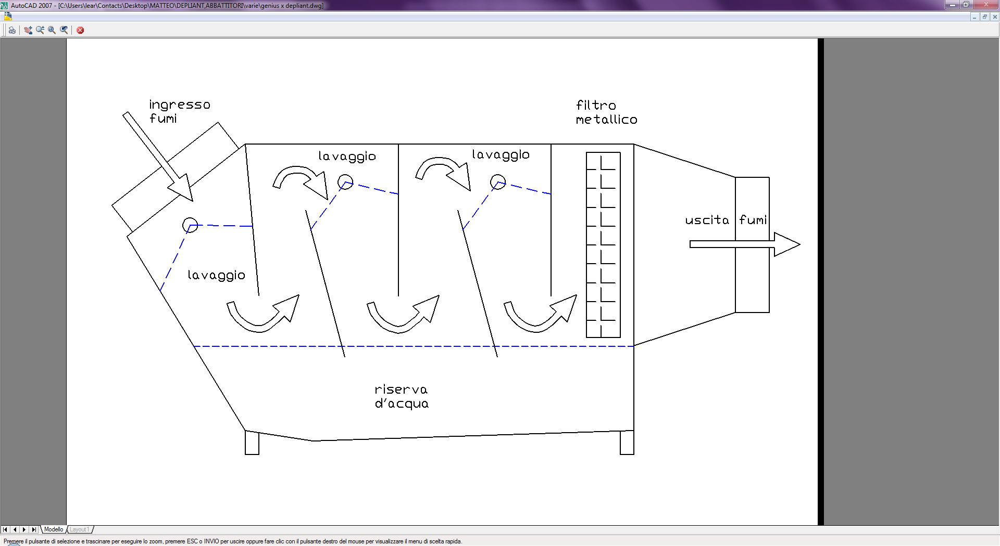 AutoCAD 2007 - [C:\Users\lear\Contacts\Desktop\MATTEO\DEPLIANT,ABBATTITORI\varie\genius x depliant.dwg]
ingresso
fumi
filtro
metallico
lavaggio
lavaggio
uscita fumi
lavaggio
riserva
d'acqua
Modello Layout1
Premere il pulsante di selezione e trascinare per eseguire lo zoom, premere ESC o INVIO per uscire oppure fare clic con il pulsante destro del mouse per visualizzare il menu di scelta rapida.